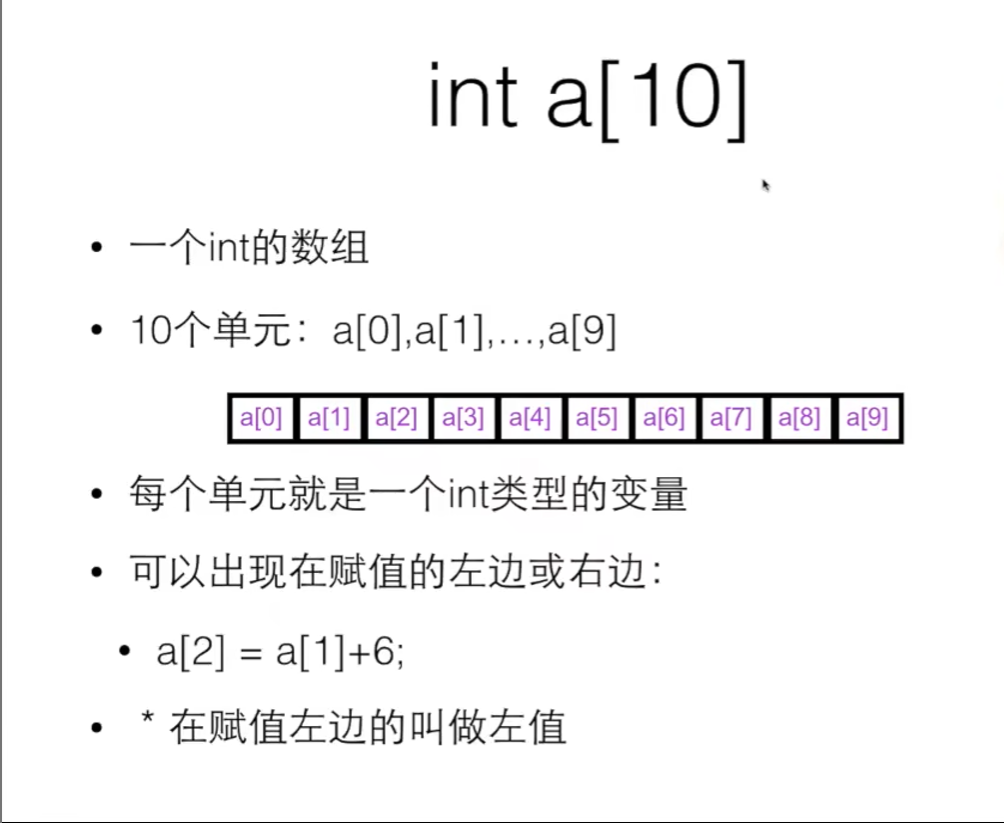 int a[10]
• 一个int的数组
• 10个单元：a[0],a[1],…,a[9]
a[0] a[1] a[2] a[3] a[4] a[5] a[6] a[7] a[8] a[9]
• 每个单元就是一个int类型的变量
• 可以出现在赋值的左边或右边：
• a[2] = a[1]+6;
• * 在赋值左边的叫做左值